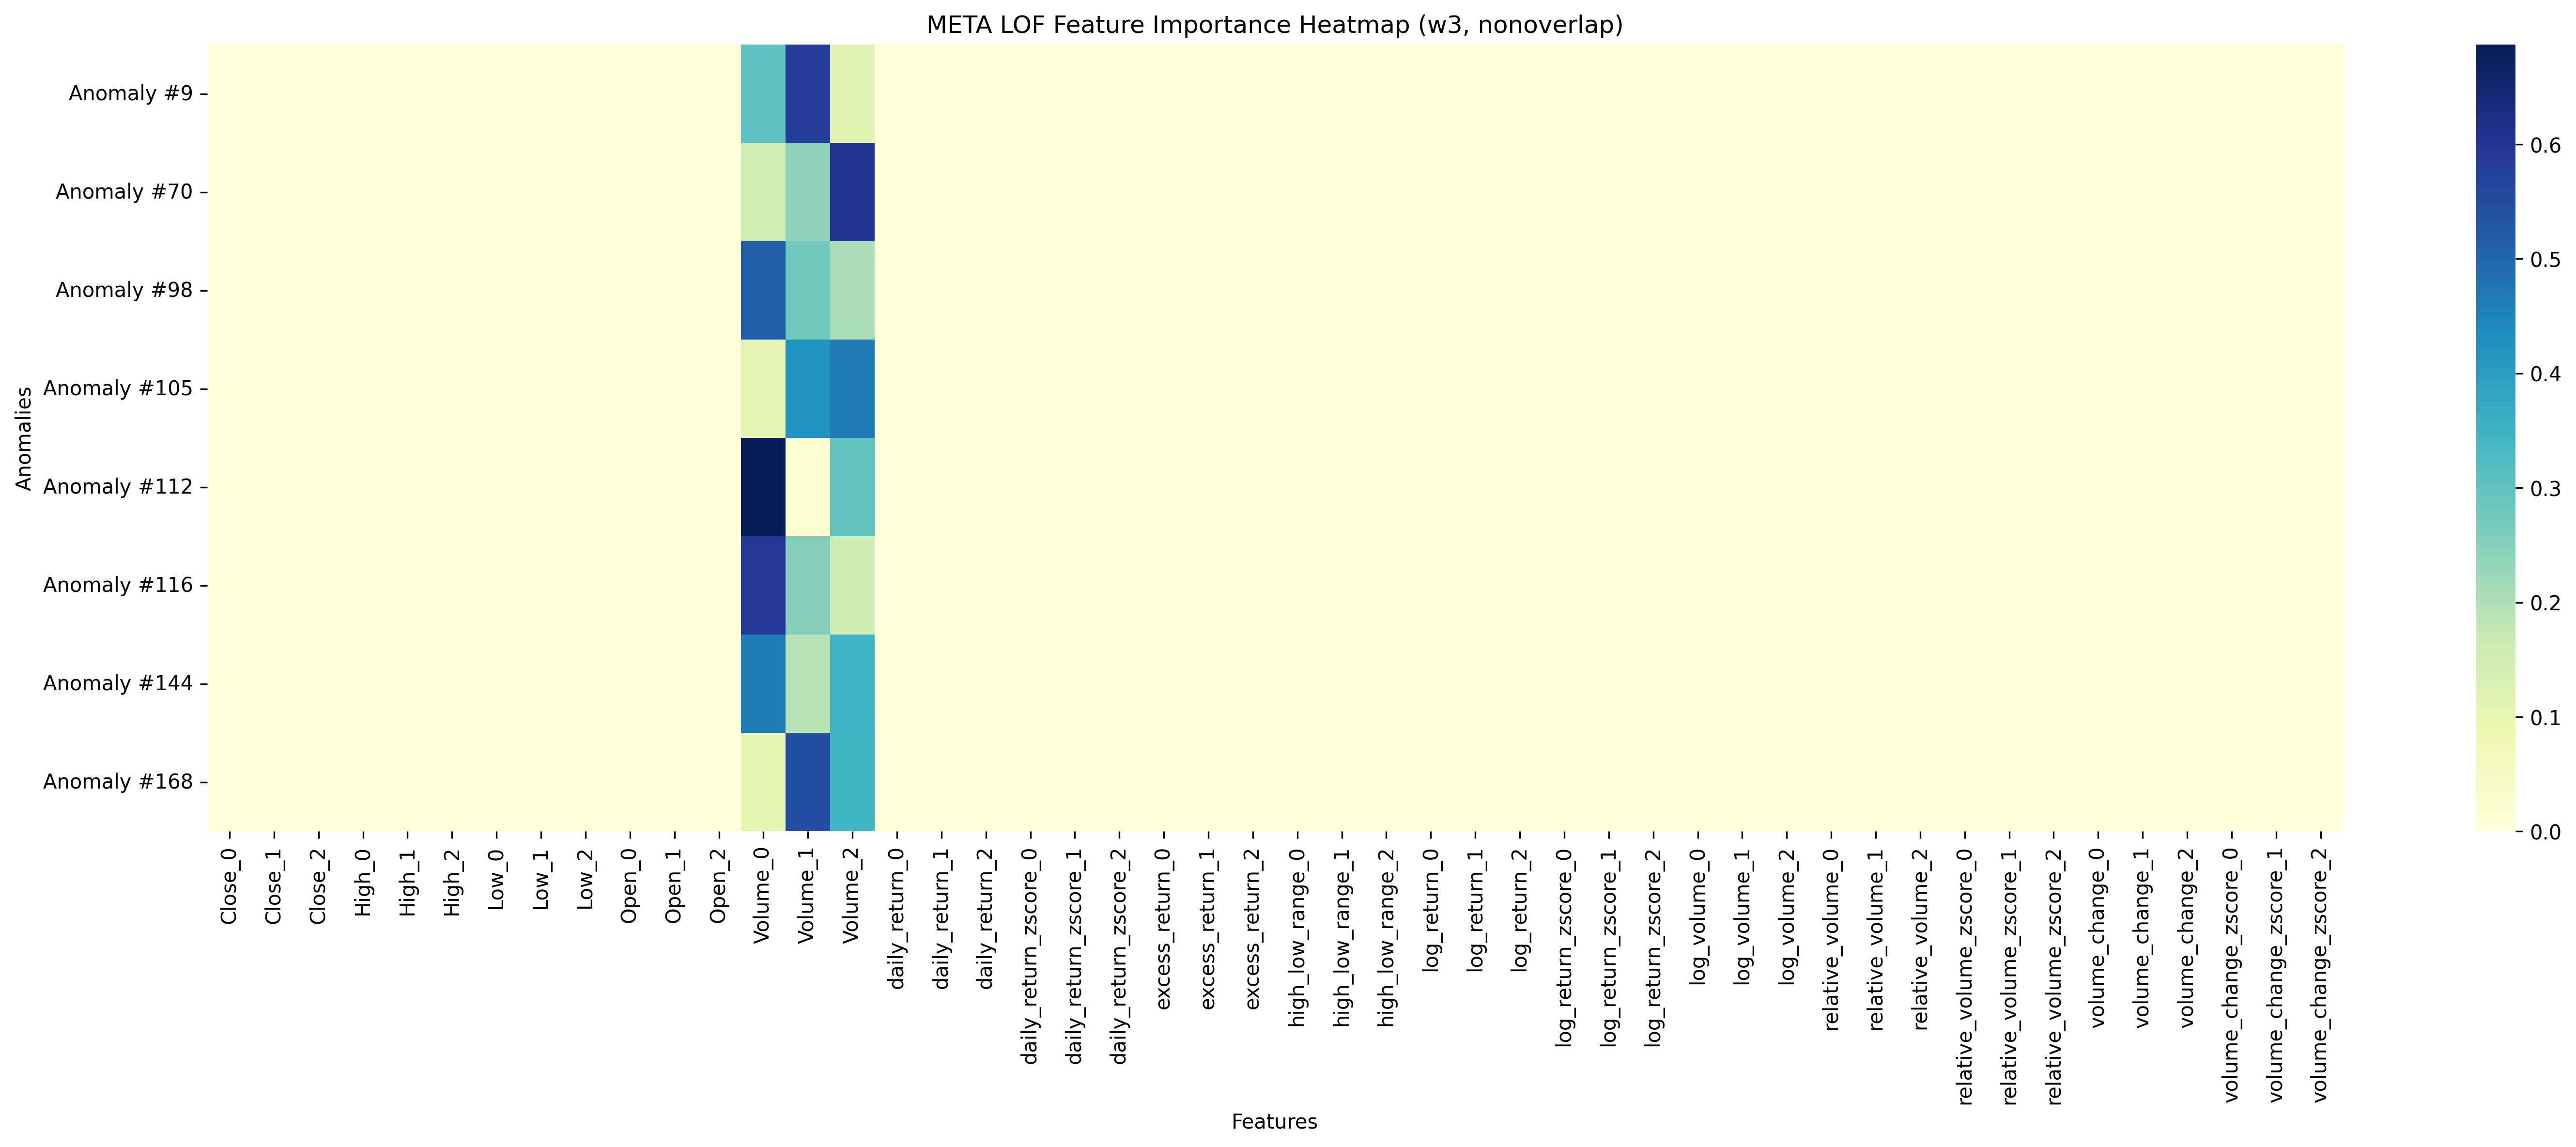 META LOF Feature Importance Heatmap (w3, nonoverlap)
Anomalies
Anomaly #9
Anomaly #70
Anomaly #98
Anomaly #105
Anomaly #112
Anomaly #116
Anomaly #144
Anomaly #168
0.6
0.5
0.4
0.3
0.2
0.1
0.0
Close_0
Close_1
Close_2
High_0
High_1
High_2
Low_0
Low_1
Low_2
Open_0
Open_1
Open_2
Volume_0
Volume_1
Volume_2
daily_return_0
daily_return_1
daily_return_2
daily_return_zscore_0
daily_return_zscore_1
daily_return_zscore_2
excess_return_0
excess_return_1
excess_return_2
high_low_range_0
high_low_range_1
high_low_range_2
log_return_0
log_return_1
log_return_2
log_return_zscore_0
log_return_zscore_1
log_return_zscore_2
log_volume_0
log_volume_1
log_volume_2
relative_volume_0
relative_volume_1
relative_volume_2
relative_volume_zscore_0
relative_volume_zscore_1
relative_volume_zscore_2
volume_change_0
volume_change_1
volume_change_2
volume_change_zscore_0
volume_change_zscore_1
volume_change_zscore_2
Features